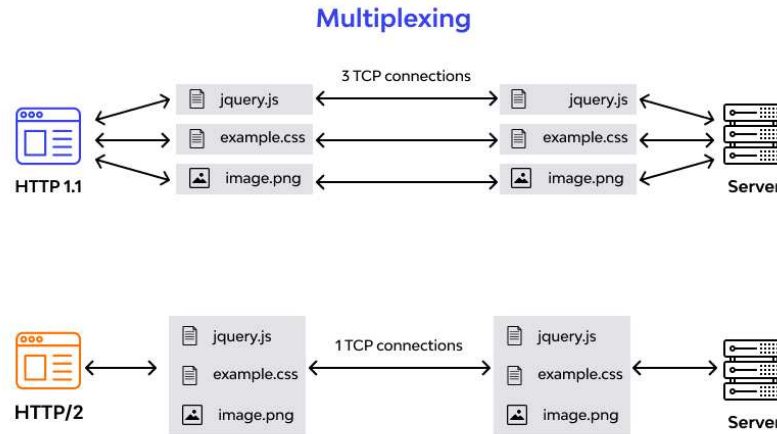 Multiplexing
3 TCP connections
jquery.js
jquery.js
example.css
example.css
image.png
image.png
HTTP 1.1
Server
jquery.js
jquery.js
1 TCP connections
example.css
example.css
image.png
image.png
HTTP/2
Server